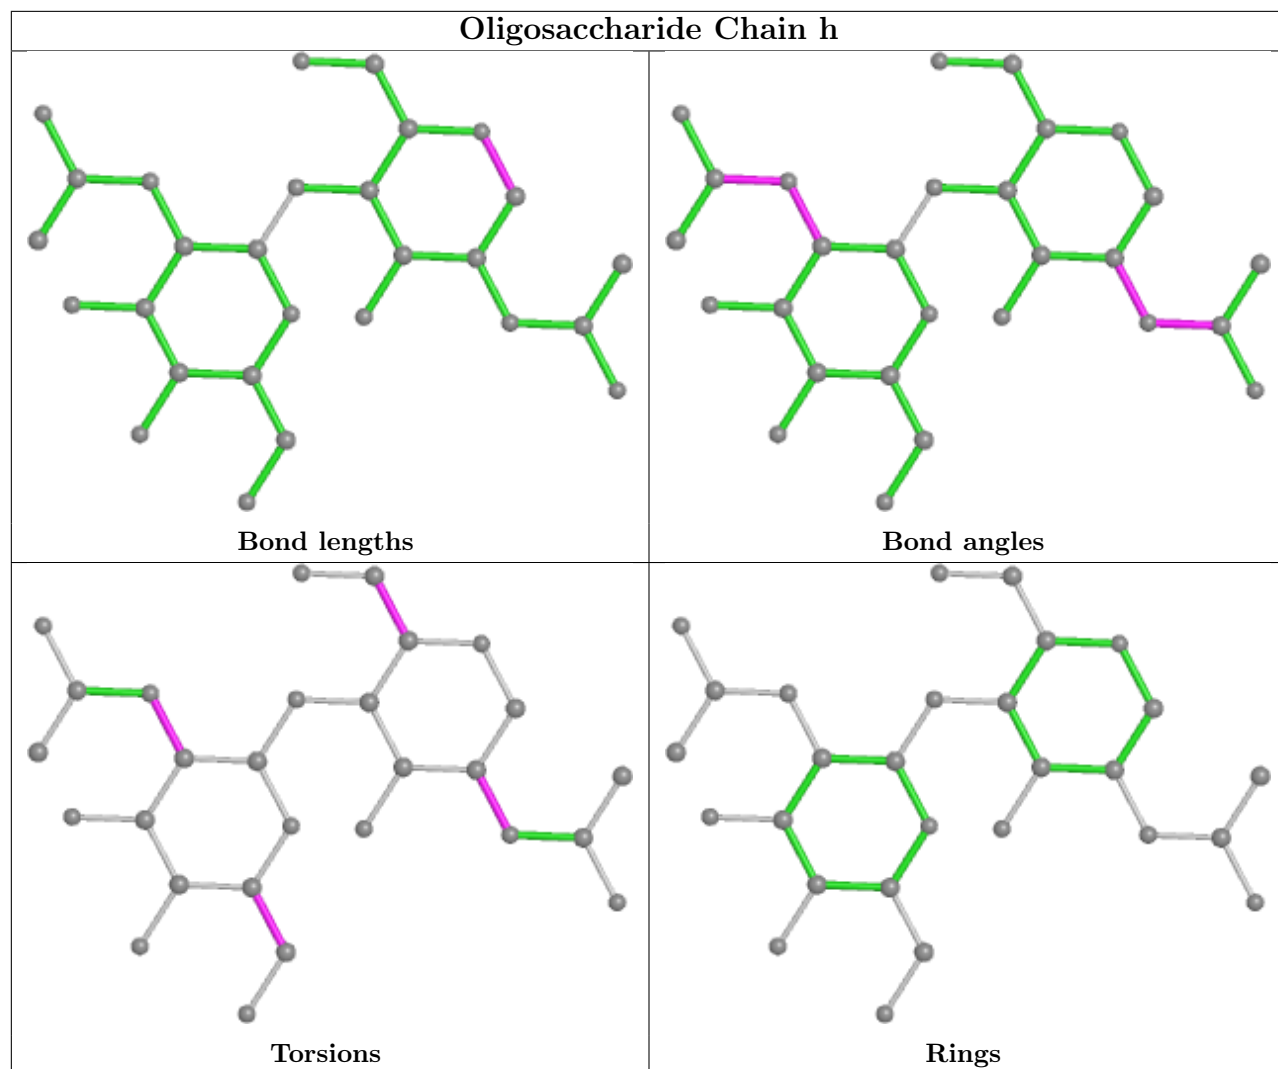 Oligosaccharide Chain h
Bond lengths
Bond angles
Torsions
Rings